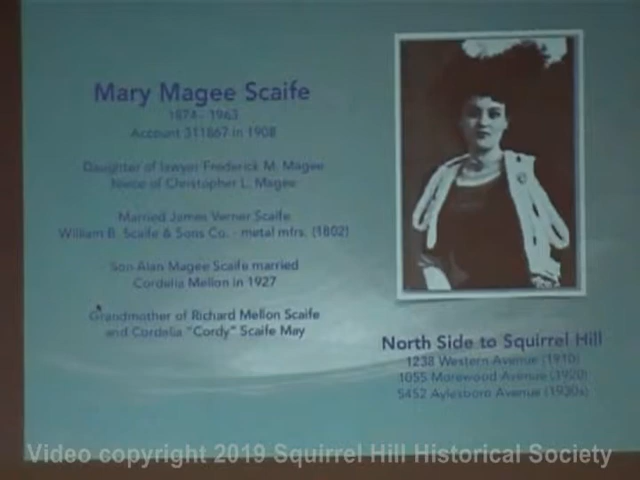 Mary Magee Scaife
1874 - 1963
Account 311867 in 1908
Daughter of lawyer Frederick M. Magee
Niece of Christopher L. Magee
Married James Verner Scaife
William B. Scaife & Sons Co. - metal mfrs. (1802)
Son Alan Magee Scaife married
Cordelia Mellon in 1927
Grandmother of Richard Mellon Scaife
and Cordelia "Cordy" Scaife May
North Side to Squirrel Hill
1238 Western Avenue (1910)
1055 Morewood Avenue (1920)
5452 Aylesboro Avenue (1930s)
Video copyright 2019 Squirrel Hill Historical Society